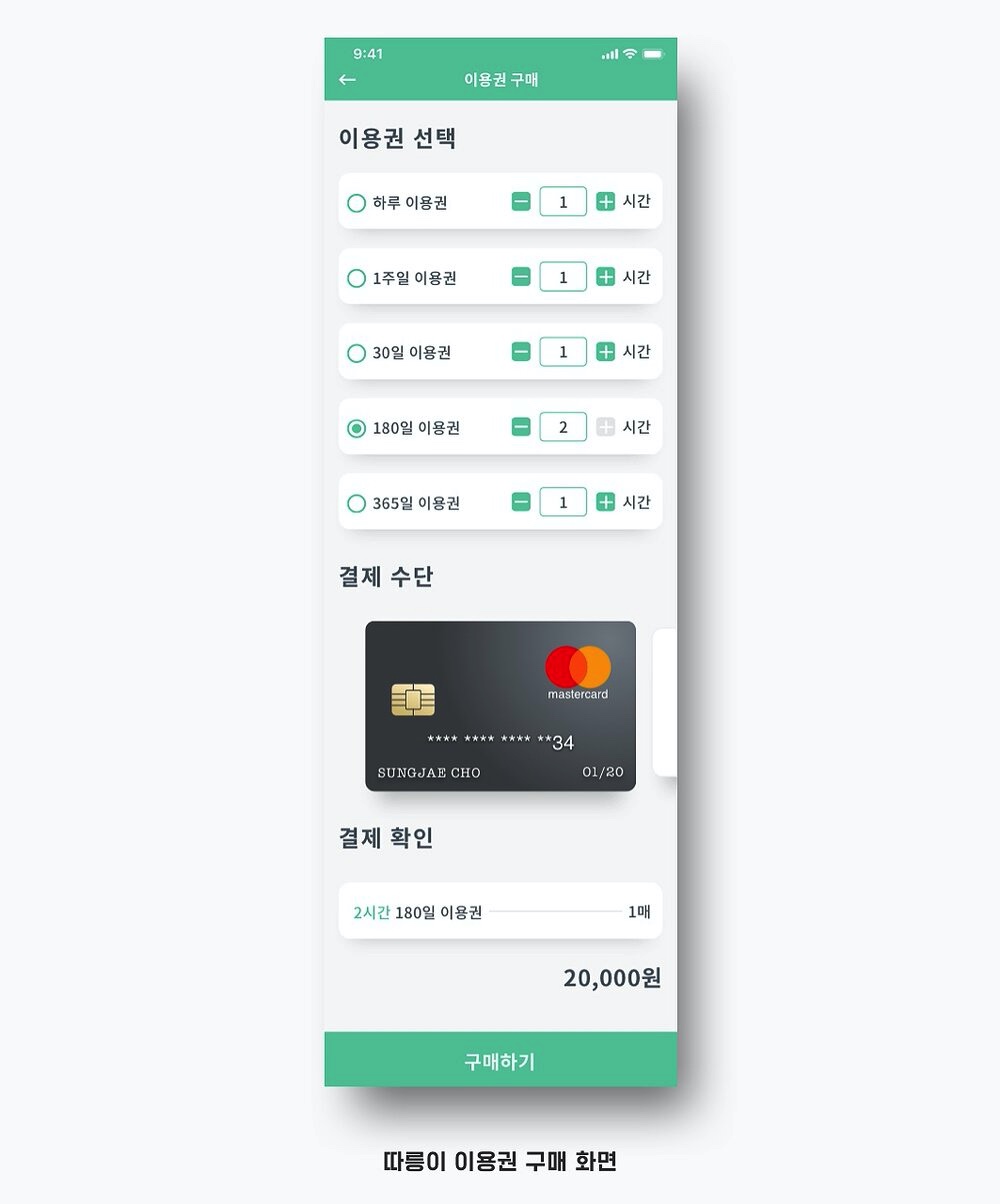 9:41
이용권 구매
이용권 선택
하루 이용권 1 시간
1주일 이용권 1 시간
30일 이용권 1 시간
180일 이용권 2 시간
365일 이용권 1 시간
결제 수단
mastercard
**** **** **** **34
SUNGJAE CHO 01/20
결제 확인
2시간 180일 이용권 1매
20,000원
구매하기
따릉이 이용권 구매 화면